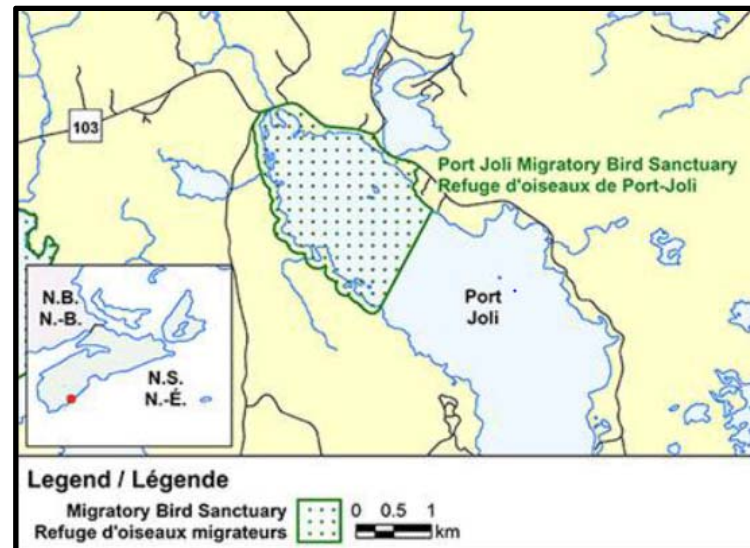 103
Port Joli Migratory Bird Sanctuary
Refuge d'oiseaux de Port-Joli
Port
Joli
N.B.
N.-B.
N.S.
N.-É.
Legend / Légende
Migratory Bird Sanctuary
Refuge d'oiseaux migrateurs
0 0.5 1
km